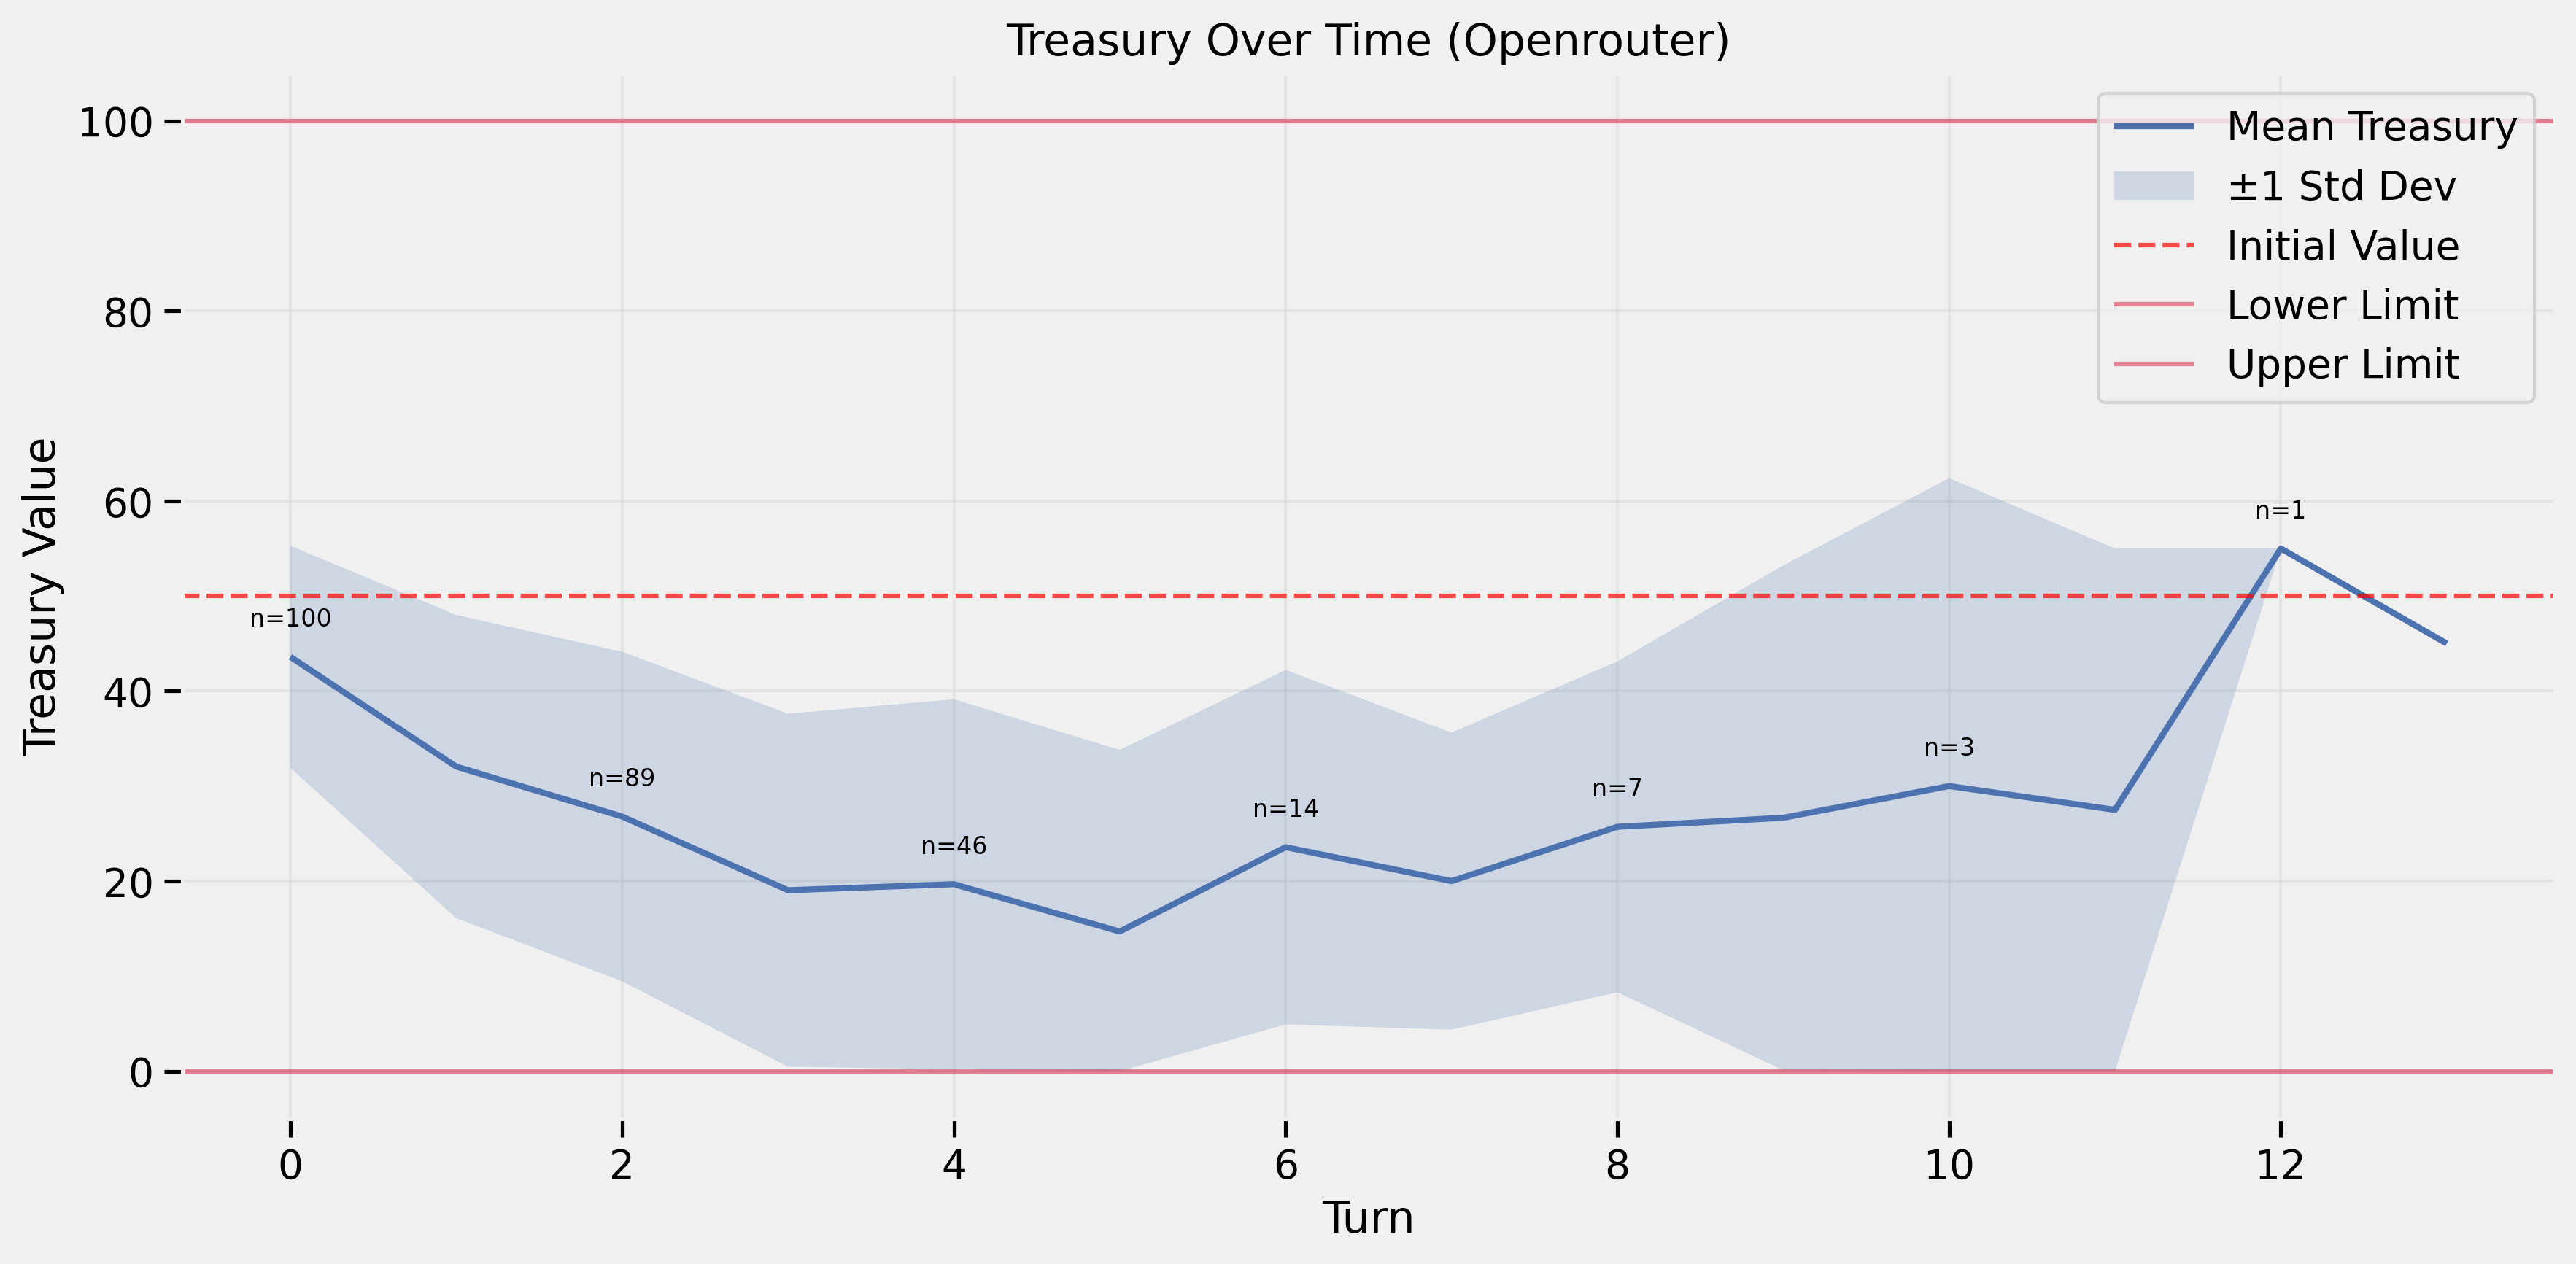 Treasury Over Time (Openrouter)
100
80
60
40
20
0
Treasury Value
Mean Treasury
±1 Std Dev
Initial Value
Lower Limit
Upper Limit
n=100
n=89
n=46
n=14
n=7
n=3
n=1
0 2 4 6 8 10 12
Turn